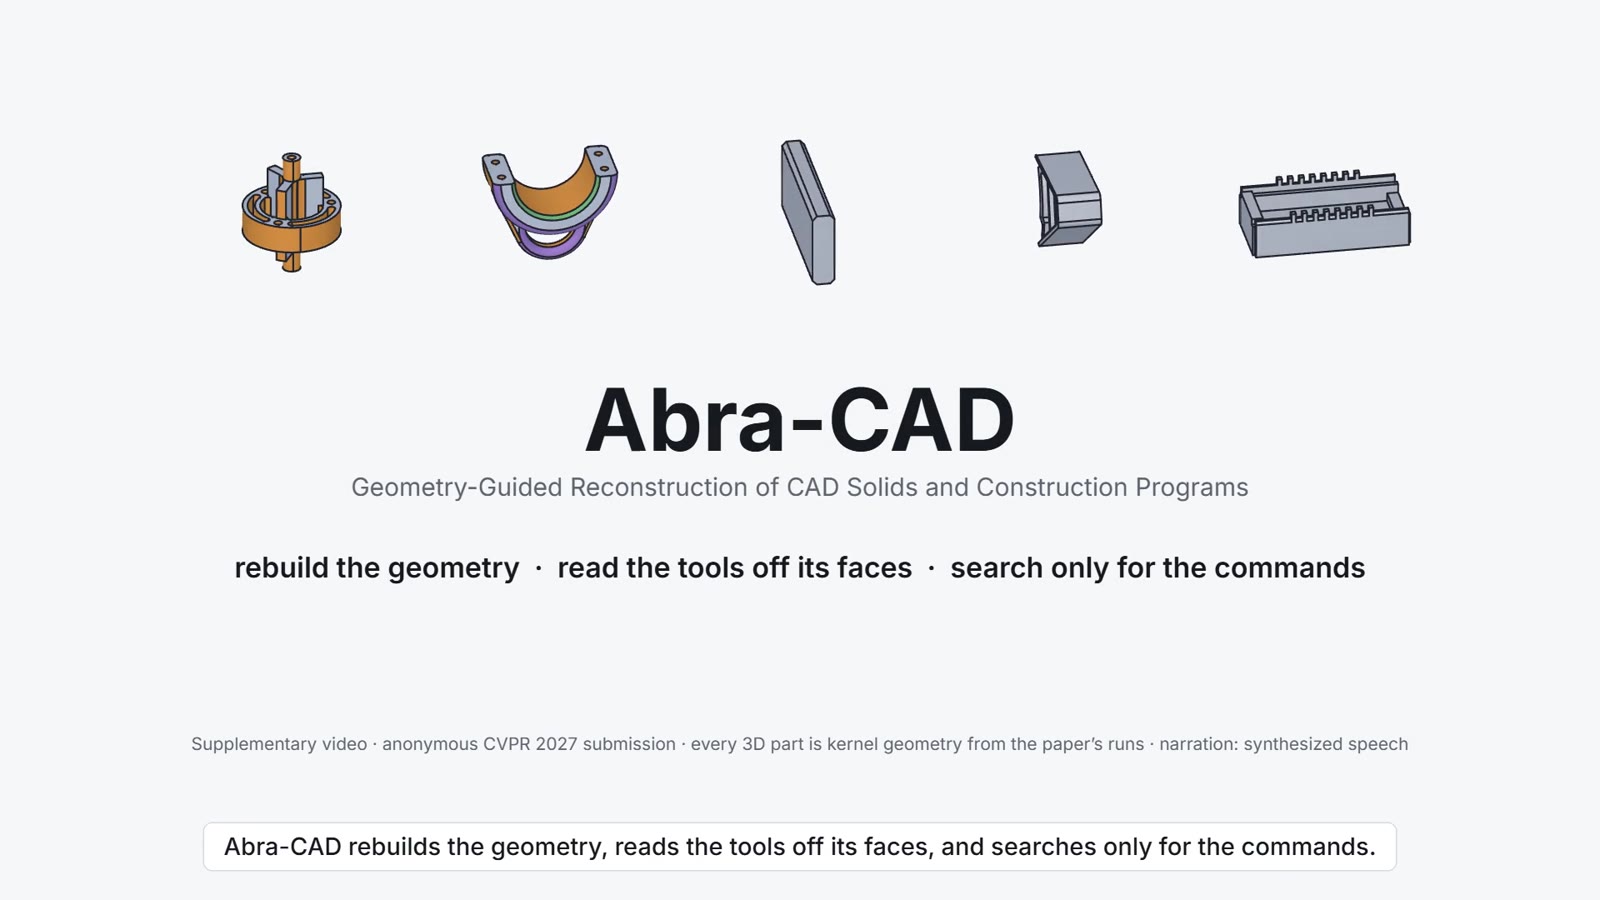 Abra-CAD
Geometry-Guided Reconstruction of CAD Solids and Construction Programs
rebuild the geometry · read the tools off its faces · search only for the commands
Supplementary video · anonymous CVPR 2027 submission · every 3D part is kernel geometry from the paper’s runs · narration: synthesized speech
Abra-CAD rebuilds the geometry, reads the tools off its faces, and searches only for the commands.